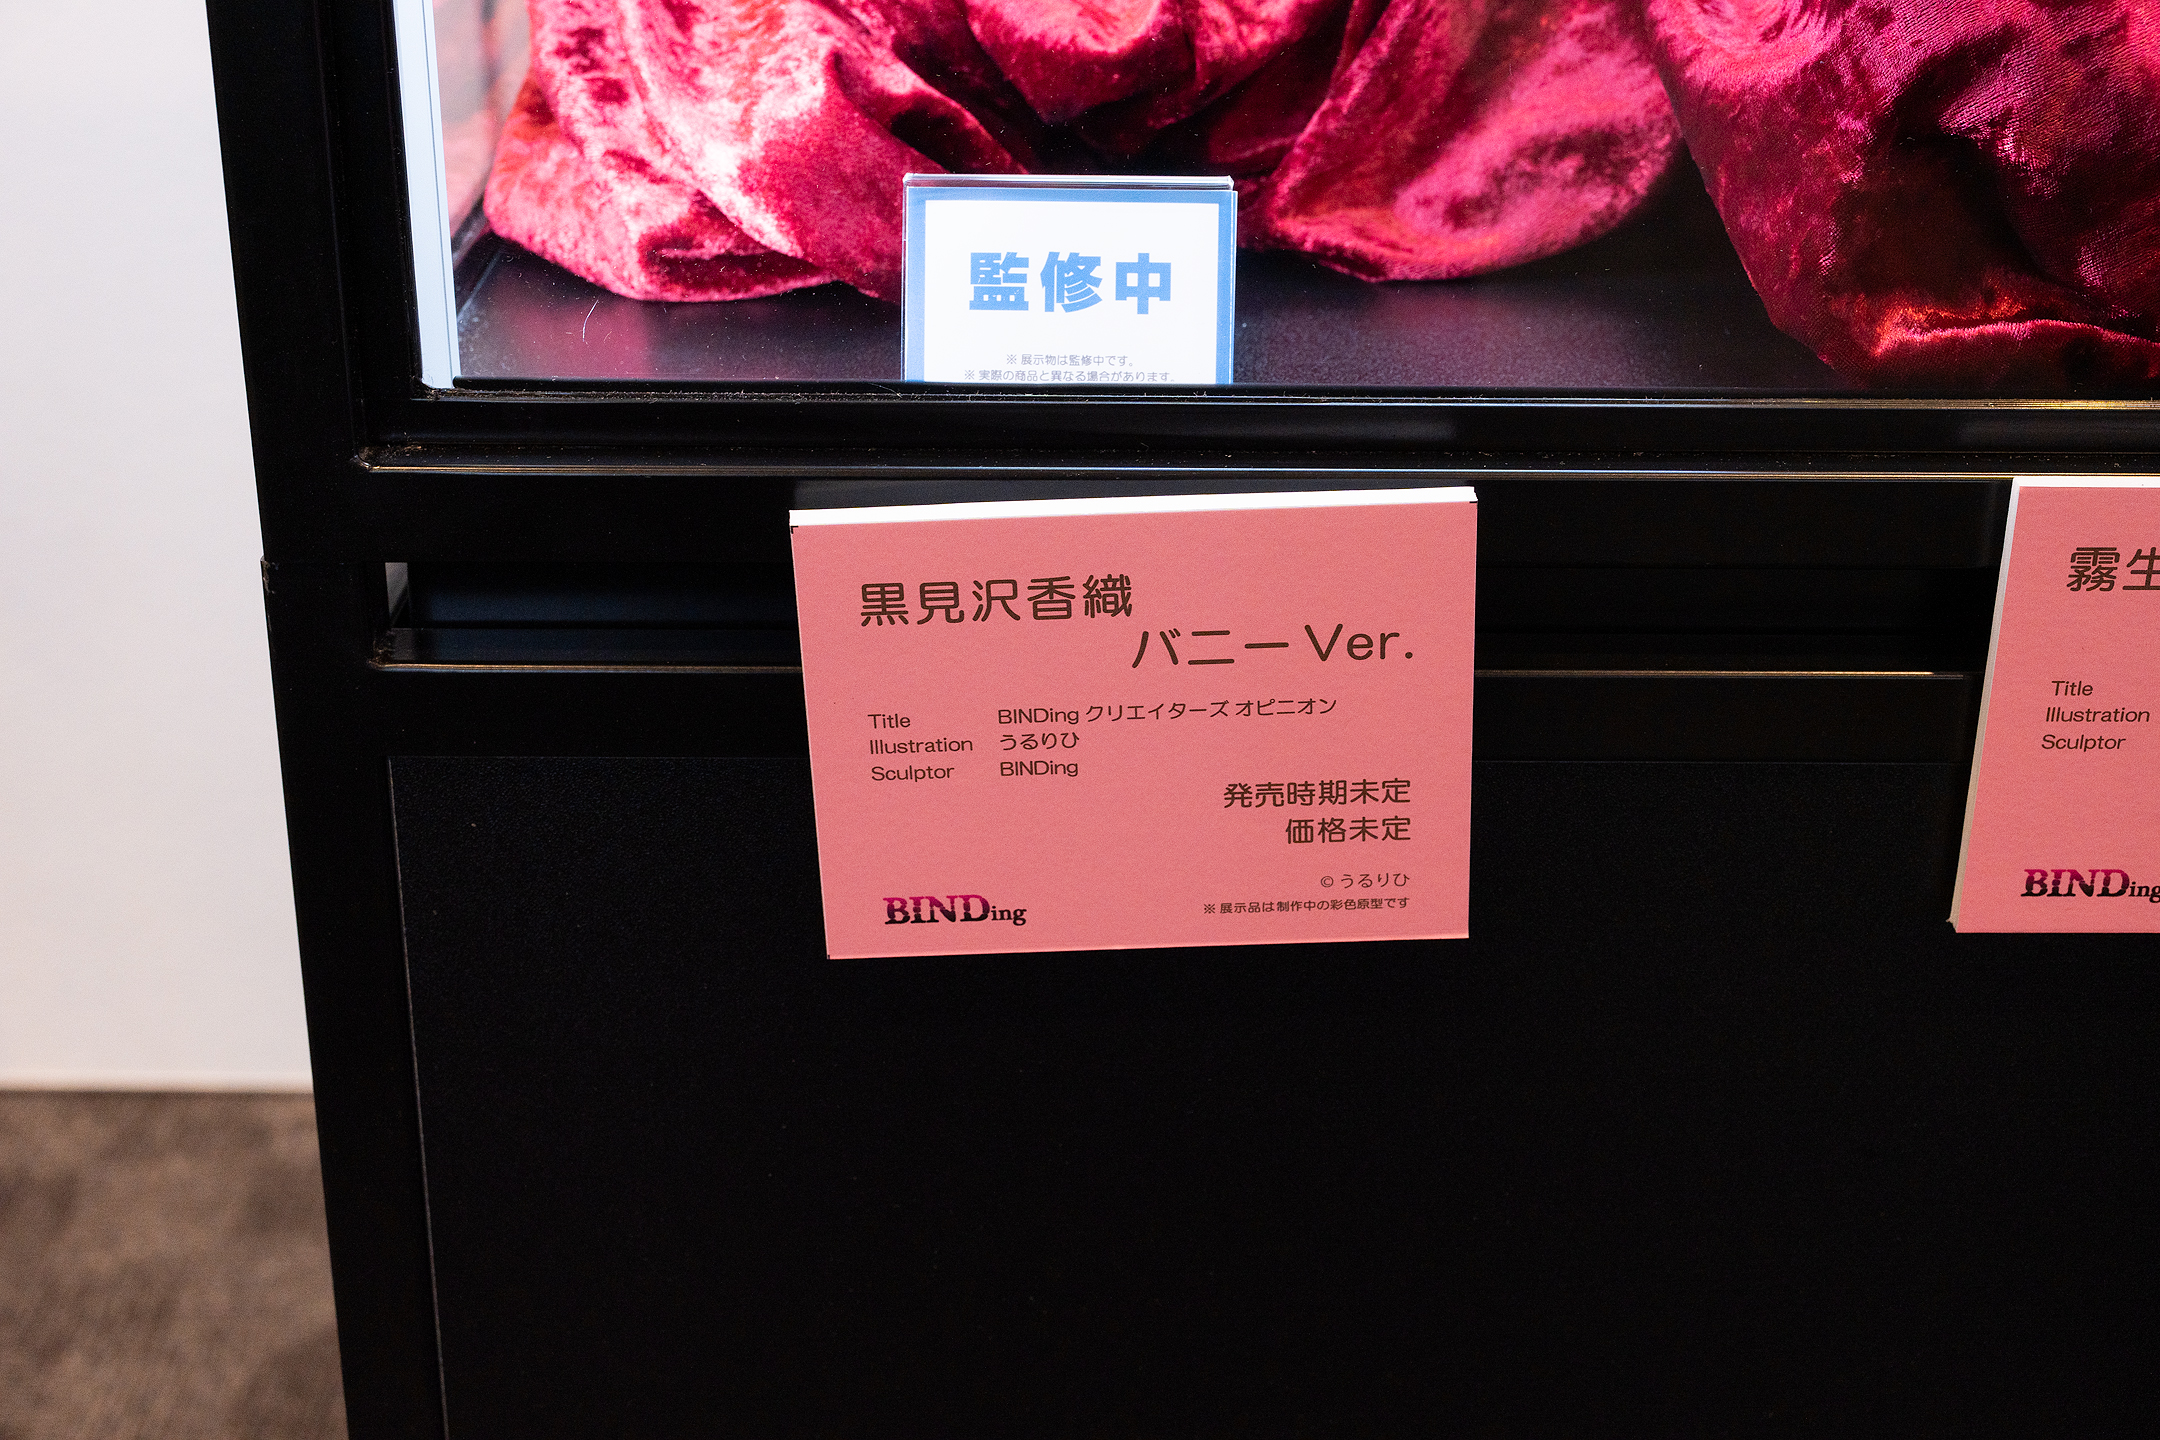 監修中
※ 展示物は監修中です。
※ 実際の商品と異なる場合があります。
黒見沢香織
バニー Ver.
Title BINDing クリエイターズ オピニオン
Illustration うるりひ
Sculptor BINDing
発売時期未定
価格未定
© うるりひ
※ 展示品は制作中の彩色原型です
BINDing
霧生
Title
Illustration
Sculptor
BINDing